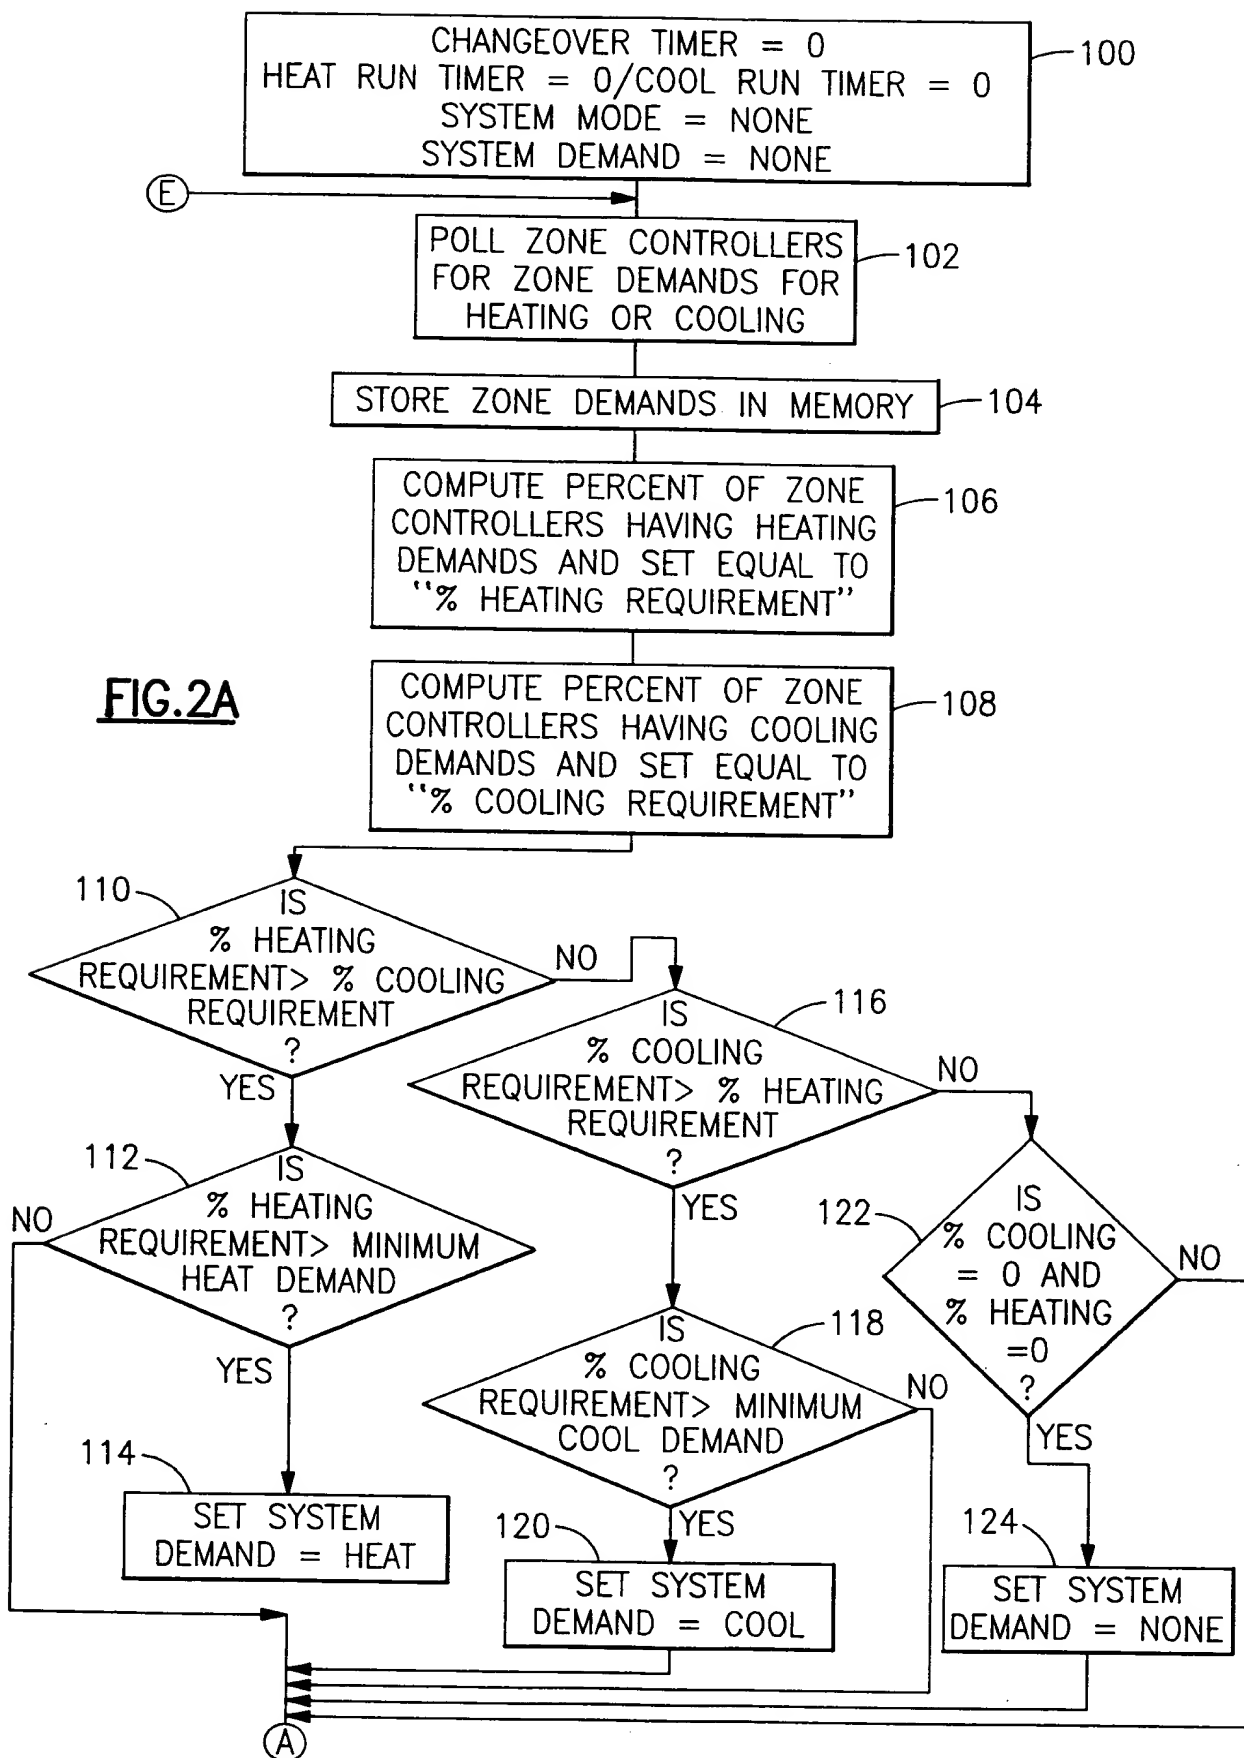 CHANGEOVER TIMER = 0
HEAT RUN TIMER = 0/COOL RUN TIMER = 0
SYSTEM MODE = NONE
SYSTEM DEMAND = NONE
100
E
POLL ZONE CONTROLLERS
FOR ZONE DEMANDS FOR
HEATING OR COOLING
102
STORE ZONE DEMANDS IN MEMORY
104
COMPUTE PERCENT OF ZONE
CONTROLLERS HAVING HEATING
DEMANDS AND SET EQUAL TO
"% HEATING REQUIREMENT"
106
FIG.2A
COMPUTE PERCENT OF ZONE
CONTROLLERS HAVING COOLING
DEMANDS AND SET EQUAL TO
"% COOLING REQUIREMENT"
108
110
IS
% HEATING
REQUIREMENT> % COOLING
REQUIREMENT
?
NO
YES
116
IS
% COOLING
REQUIREMENT> % HEATING
REQUIREMENT
?
NO
YES
112
IS
% HEATING
REQUIREMENT> MINIMUM
HEAT DEMAND
?
NO
YES
122
IS
% COOLING
= 0 AND
% HEATING
=0
?
NO
YES
118
IS
% COOLING
REQUIREMENT> MINIMUM
COOL DEMAND
?
NO
YES
114
SET SYSTEM
DEMAND = HEAT
120
SET SYSTEM
DEMAND = COOL
124
SET SYSTEM
DEMAND = NONE
A